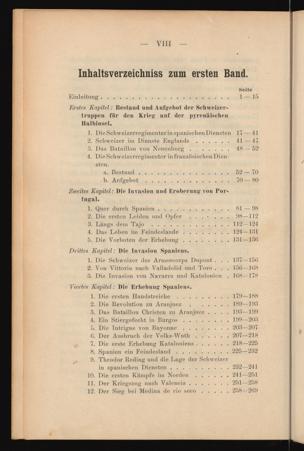 — VIII —
Inhaltsverzeichniss zum ersten Band.
Seite
Einleitung . . . . . . . . . . . . . . . . 1—15
Erstes Kapitel: Bestand und Aufgebot der Schweizer-
truppen für den Krieg auf der pyrenäischen
Halbinsel.
1. Die Schweizerregimenter in spanischen Diensten 17—41
2. Schweizer im Dienste Englands . . . . 41—47
3. Das Bataillon von Neuenburg . . . . . 48—52
4. Die Schweizerregimenter in französischen Dien-
sten.
a. Bestand . . . . . . . . . . . . 52—70
b. Aufgebot . . . . . . . . . . . . 70—80
Zweites Kapitel: Die Invasion und Eroberung von Por-
tugal.
1. Quer durch Spanien . . . . . . . . . 81—98
2. Die ersten Leiden und Opfer . . . . . 98—112
3. Längs dem Tajo . . . . . . . . . . 112—124
4. Das Leben im Feindeslande . . . . . . 124—131
5. Die Vorboten der Erhebung . . . . . . 131—136
Drittes Kapitel: Die Invasion Spaniens.
1. Die Schweizer des Armeecorps Dupont . . 137—156
2. Von Vittoria nach Valladolid und Toro . . 156—168
3. Die Invasion von Navarra und Katalonien . 168—178
Viertes Kapitel: Die Erhebung Spaniens.
1. Die ersten Handstreiche . . . . . . . 179—188
2. Die Revolution zu Aranjuez . . . . . . 189—193
3. Das Bataillon Christen zu Aranjuez . . . 193—199
4. Ein Stiergefecht in Burgos . . . . . . 199—203
5. Die Intrigue von Bayonne . . . . . . 203—207
6. Der Ausbruch der Volks-Wuth . . . . . 207—218
7. Die erste Erhebung Kataloniens . . . . . 218—225
8. Spanien ein Feindesland . . . . . . . 225—232
9. Theodor Reding und die Lage der Schweizer
in spanischen Diensten . . . . . . . 232—241
10. Die ersten Kämpfe im Norden . . . . . 241—251
11. Der Kriegszug nach Valencia . . . . . . 251—258
12. Der Sieg bei Medina de rio seco . . . . 258—269